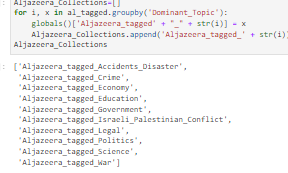 Aljazeera_Collections=[]
for i, x in al_tagged.groupby('Dominant_Topic'):
globals()['Aljazeera_tagged' + "_" + str(i)] = x
Aljazeera_Collections.append('Aljazeera_tagged_' + str(i)
Aljazeera_Collections
: ['Aljazeera_tagged_Accidents_Disaster',
'Aljazeera_tagged_Crime',
'Aljazeera_tagged_Economy',
'Aljazeera_tagged_Education',
'Aljazeera_tagged_Government',
'Aljazeera_tagged_Israeli_Palestinian_Conflict',
'Aljazeera_tagged_Legal',
'Aljazeera_tagged_Politics',
'Aljazeera_tagged_Science',
'Aljazeera_tagged_War']